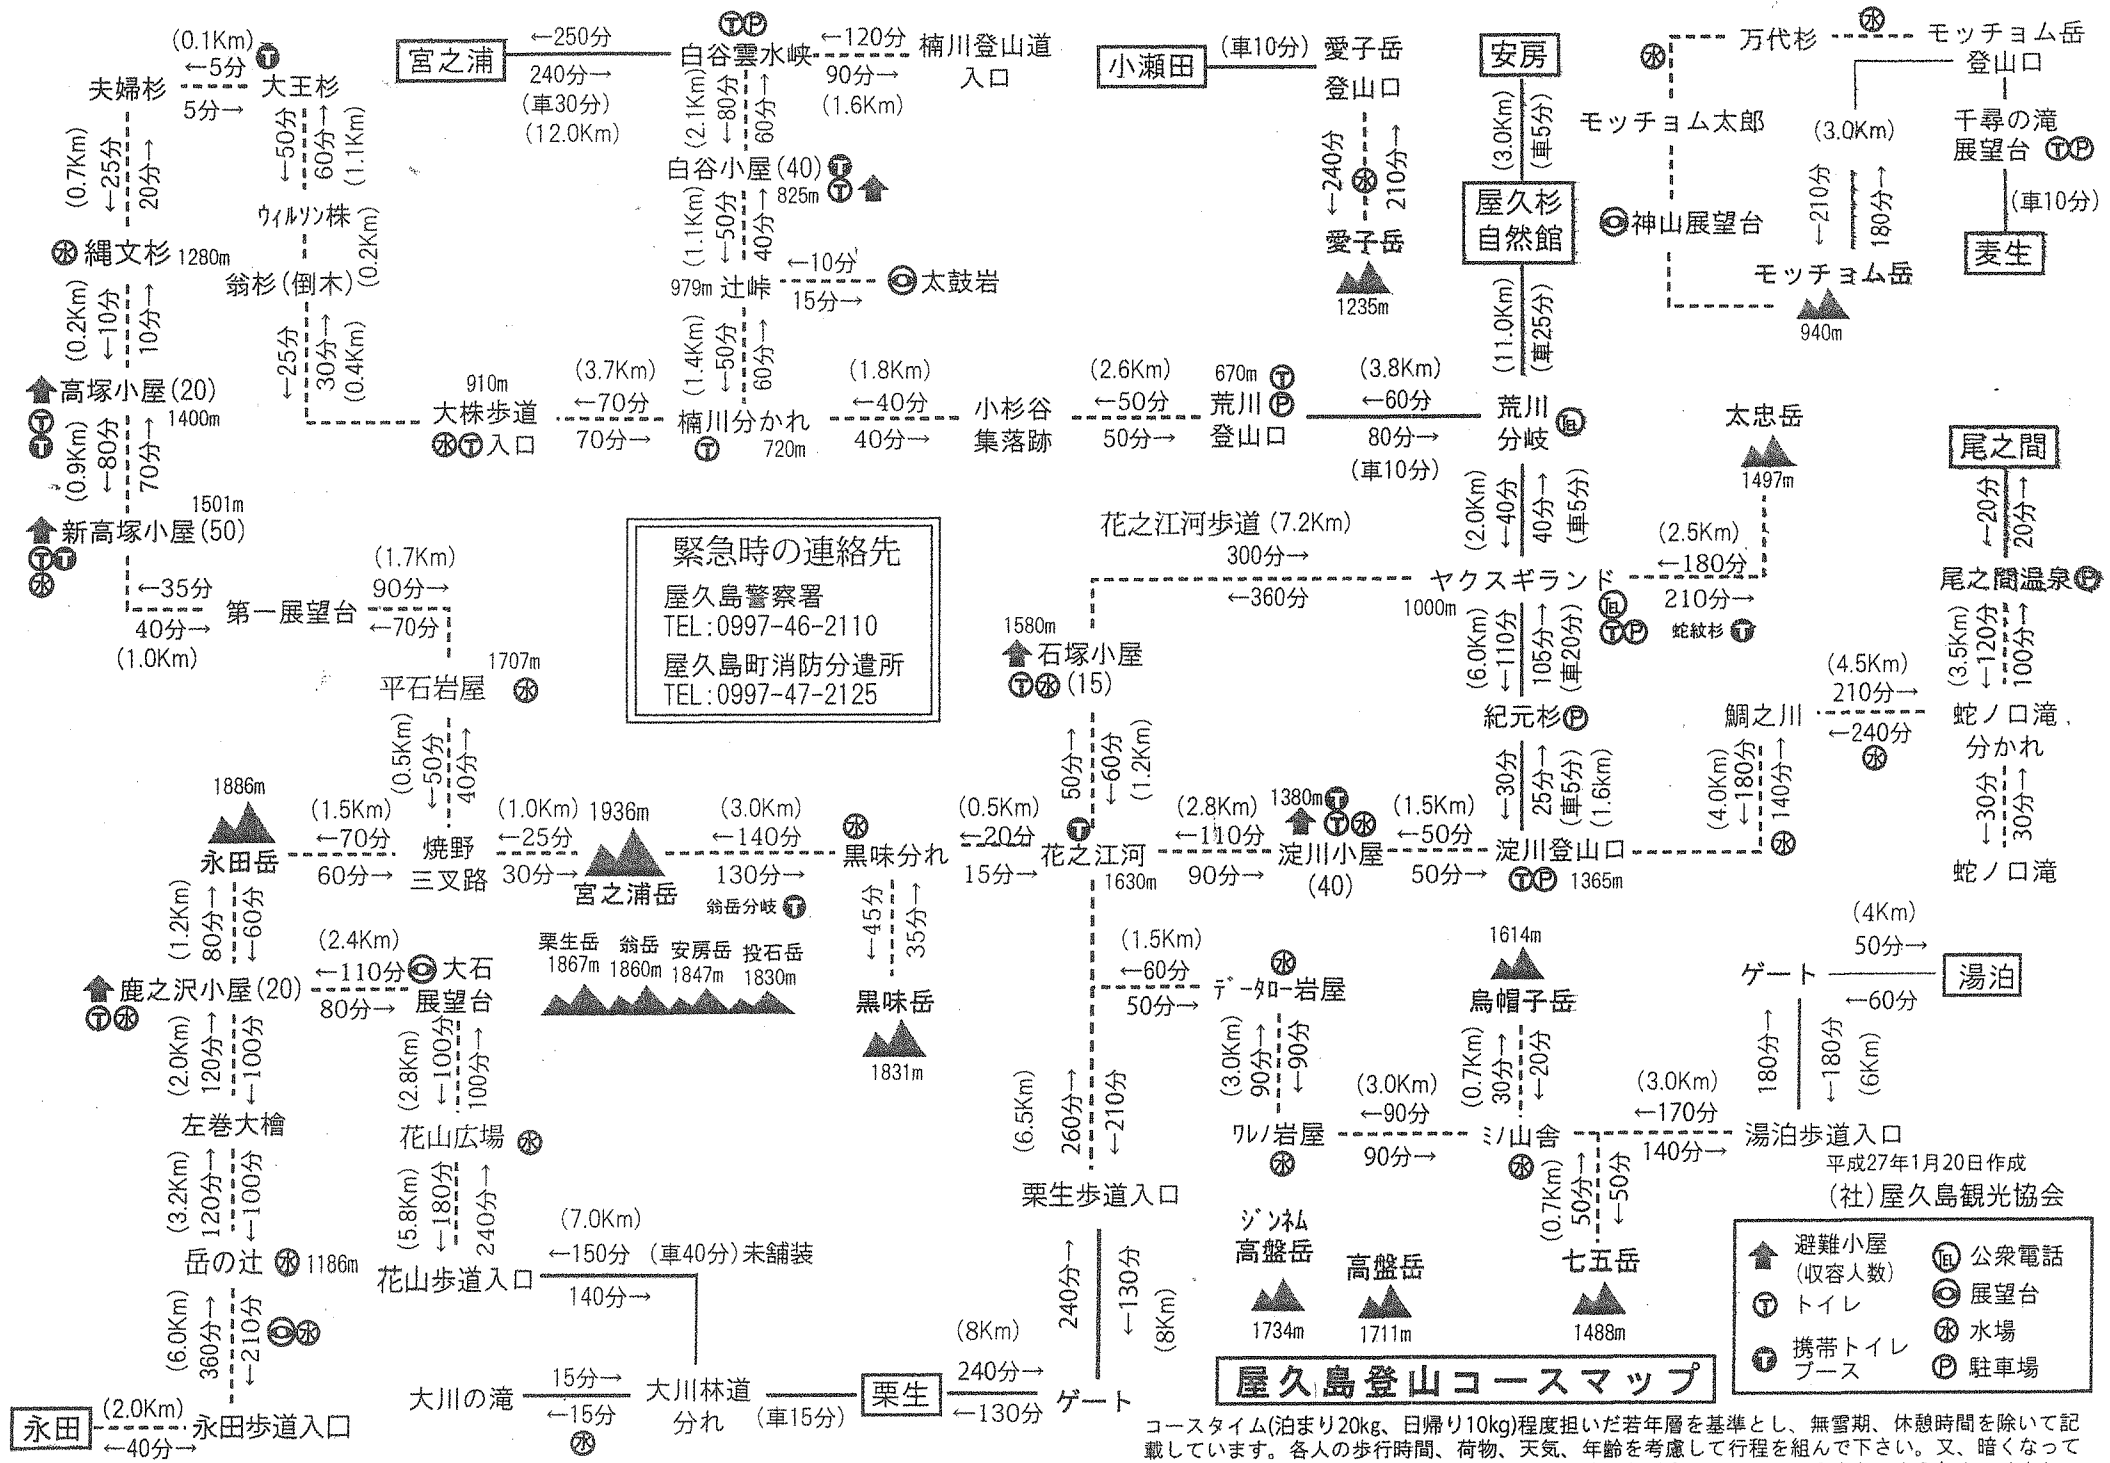 (0.1Km)
←5分
夫婦杉
大王杉
5分→
(0.7Km)
←25分
20分→
←50分
60分→
(1.1Km)
ウィルソン株
(0.2Km)
翁杉(倒木)
水 縄文杉 1280m
(0.2Km)
←10分
10分→
←25分
30分→
(0.4Km)
高塚小屋(20)
1400m
(0.9Km)
←80分
70分→
1501m
新高塚小屋(50)
水
←35分
40分→
(1.0Km)
第一展望台
(1.7Km)
90分→
←70分
1707m
平石岩屋 水
(0.5Km)
←50分
40分→
宮之浦
←250分
240分→
(車30分)
(12.0Km)
白谷雲水峡
←120分
90分→
(1.6Km)
楠川登山道
入口
(2.1Km)
←80分
60分→
白谷小屋(40)
825m
(1.1Km)
←50分
40分→
979m 辻峠
←10分
15分→
太鼓岩
(1.4Km)
←50分
60分→
910m
大株歩道
水 T 入口
(3.7Km)
←70分
70分→
楠川分かれ
720m
(1.8Km)
←40分
40分→
小杉谷
集落跡
(2.6Km)
←50分
50分→
670m
荒川
登山口
(3.8Km)
←60分
80分→
(車10分)
荒川
分岐
小瀬田
(車10分)
愛子岳
登山口
←240分
水
210分→
愛子岳
1235m
安房
(3.0Km)
(車5分)
屋久杉
自然館
(11.0Km)
(車25分)
水
万代杉
モッチョム岳
登山口
水
モッチョム太郎
(3.0Km)
千尋の滝
展望台
←210分
180分→
(車10分)
神山展望台
麦生
モッチョム岳
940m
太忠岳
1497m
尾之間
←20分
20分→
尾之間温泉
(2.0Km)
←40分
40分→
(車5分)
(2.5Km)
←180分
210分→
蛇紋杉
花之江河歩道 (7.2Km)
300分→
←360分
ヤクスギランド
1000m
(6.0Km)
←110分
105分→
(車20分)
紀元杉
←30分
25分→
(車5分)
(1.6km)
(3.5Km)
←120分
100分→
(4.5Km)
210分→
←240分
水
鯛之川
蛇ノ口滝
分かれ
←30分
30分→
蛇ノ口滝
(4.0Km)
←180分
140分→
水
緊急時の連絡先
屋久島警察署
TEL:0997-46-2110
屋久島町消防分遣所
TEL:0997-47-2125
1580m
石塚小屋
T 水 (15)
50分→
←60分
(1.2Km)
1886m
永田岳
(1.5Km)
←70分
60分→
焼野
三叉路
(1.0Km)
←25分
30分→
1936m
宮之浦岳
(3.0Km)
←140分
130分→
翁岳分岐
水
黒味分れ
(0.5Km)
←20分
15分→
花之江河
1630m
(2.8Km)
←110分
90分→
1380m
淀川小屋
(40)
(1.5Km)
←50分
50分→
淀川登山口
1365m
←45分
35分→
黒味岳
1831m
栗生岳
1867m
翁岳
1860m
安房岳
1847m
投石岳
1830m
(1.2Km)
80分→
←60分
鹿之沢小屋(20)
T 水
(2.4Km)
←110分
80分→
大石
展望台
(2.0Km)
120分→
←100分
左巻大檜
(2.8Km)
←100分
100分→
花山広場 水
(3.2Km)
120分→
←100分
岳の辻 水 1186m
(5.8Km)
←180分
240分→
花山歩道入口
(7.0Km)
←150分
140分→
(車40分)未舗装
(6.0Km)
360分→
←210分
水
永田
(2.0Km)
←40分→
永田歩道入口
大川の滝
15分→
←15分
水
大川林道
分れ
(車15分)
栗生
(8Km)
240分→
←130分
ゲート
240分→
←130分
(8Km)
栗生歩道入口
(6.5Km)
260分→
←210分
(1.5Km)
←60分
50分→
水
データロー岩屋
(3.0Km)
90分→
←90分
ワレノ岩屋
水
(3.0Km)
←90分
90分→
ミノ山舎
水
1614m
烏帽子岳
(0.7Km)
30分→
←20分
(3.0Km)
←170分
140分→
湯泊歩道入口
(0.7Km)
50分→
←50分
七五岳
1488m
ゲート
(4Km)
50分→
←60分
湯泊
180分→
←180分
(6Km)
ジンネム
高盤岳
1734m
高盤岳
1711m
平成27年1月20日作成
(社)屋久島観光協会
避難小屋
(収容人数)
T トイレ
T 携帯トイレ
ブース
公衆電話
展望台
水 水場
P 駐車場
屋久島登山コースマップ
コースタイム(泊まり20kg、日帰り10kg)程度担いだ若年層を基準とし、無雪期、休憩時間を除いて記
載しています。各人の歩行時間、荷物、天気、年齢を考慮して行程を組んで下さい。又、暗くなって